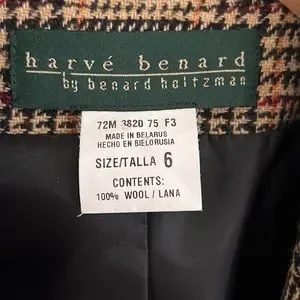 harvé benard
by benard holtzman
72M 3820 75 F3
MADE IN BELARUS
HECHO EN BIELORUSIA
SIZE/TALLA 6
CONTENTS:
100% WOOL / LANA